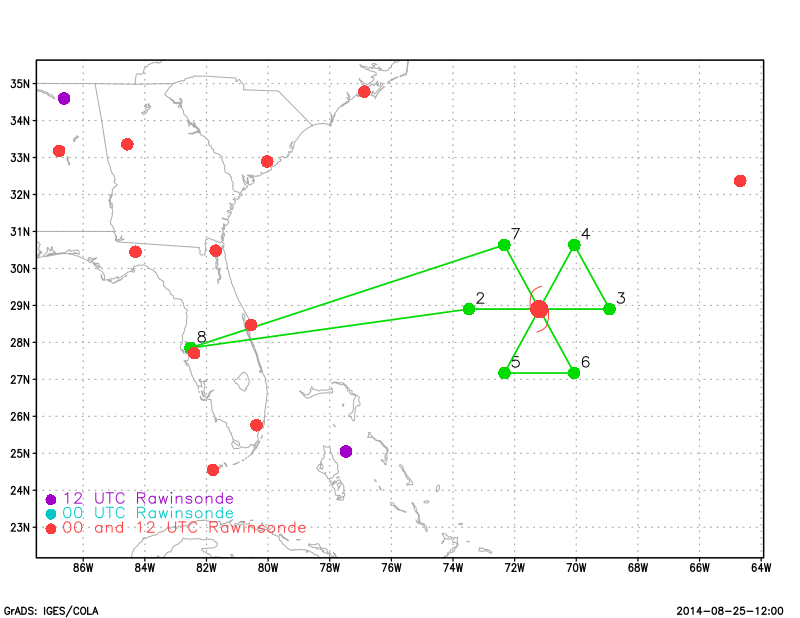 35N
34N
33N
32N
31N
30N
29N
28N
27N
26N
25N
24N
23N
7
4
2
3
8
5
6
12 UTC Rawinsonde
00 UTC Rawinsonde
00 and 12 UTC Rawinsonde
86W 84W 82W 80W 78W 76W 74W 72W 70W 68W 66W 64W
GrADS: IGES/COLA
2014-08-25-12:00